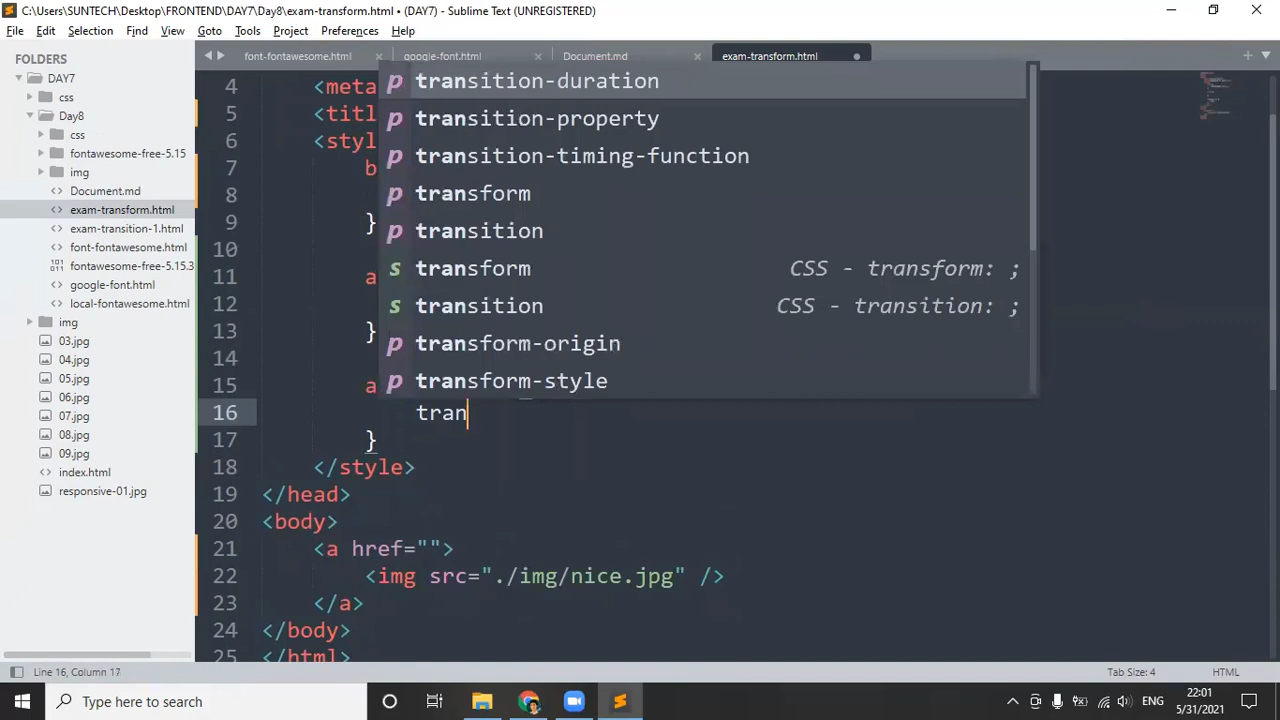 C:\Users\SUNTECH\Desktop\FRONTEND\DAY7\Day8\exam-transform.html • (DAY7) - Sublime Text (UNREGISTERED)
File Edit Selection Find View Goto Tools Project Preferences Help
FOLDERS
DAY7
css
Day8
css
fontawesome-free-5.15
img
Document.md
exam-transform.html
exam-transition-1.html
font-fontawesome.html
fontawesome-free-5.15.3
google-font.html
local-fontawesome.html
img
03.jpg
04.jpg
05.jpg
06.jpg
07.jpg
08.jpg
09.jpg
index.html
responsive-01.jpg
font-fontawesome.html × google-font.html × Document.md × exam-transform.html
4 <meta
5 <titl
6 <styl
7 b
8
9 }
10
11 a
12
13 }
14
15 a
16 tran
17 }
18 </style>
19 </head>
20 <body>
21 <a href="">
22 <img src="./img/nice.jpg" />
23 </a>
24 </body>
25 </html>
p transition-duration
p transition-property
p transition-timing-function
p transform
p transition
s transform CSS - transform: ;
s transition CSS - transition: ;
p transform-origin
p transform-style
Line 16, Column 17 Tab Size: 4 HTML
Type here to search
ENG
22:01
5/31/2021